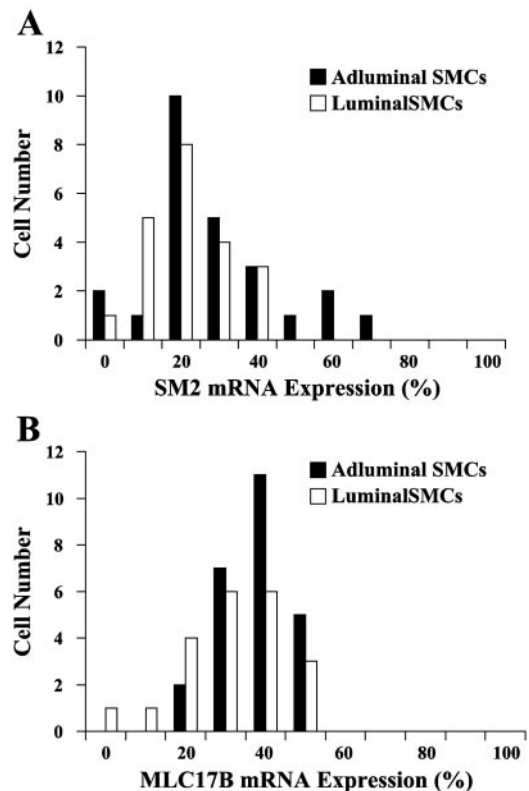 A
12
10
8
6
4
2
0
Cell Number
Adluminal SMCs
LuminalSMCs
0 20 40 60 80 100
SM2 mRNA Expression (%)
B
12
10
8
6
4
2
0
Cell Number
Adluminal SMCs
LuminalSMCs
0 20 40 60 80 100
MLC17B mRNA Expression (%)